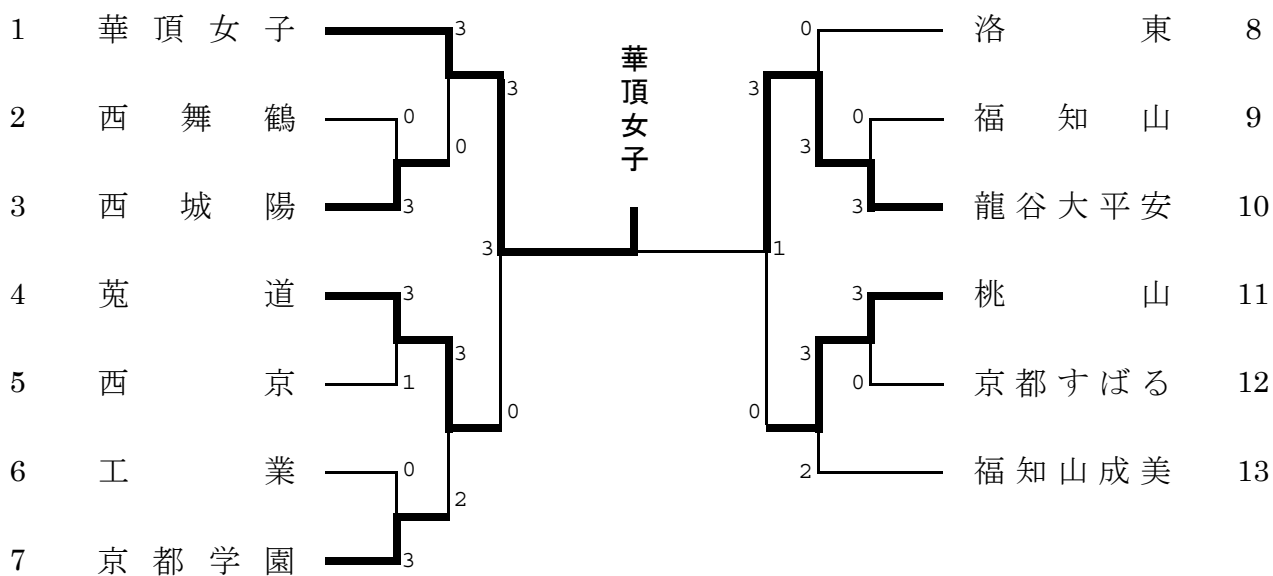 1 華頂女子
2 西舞鶴
3 西城陽
4 莵道
5 西京
6 工業
7 京都学園
3
0
3
3
1
0
3
3
0
3
2
3
0
3
華頂女子
1
3
0
0
3
3
2
0
3
3
0
洛東 8
福知山 9
龍谷大平安 10
桃山 11
京都すばる 12
福知山成美 13